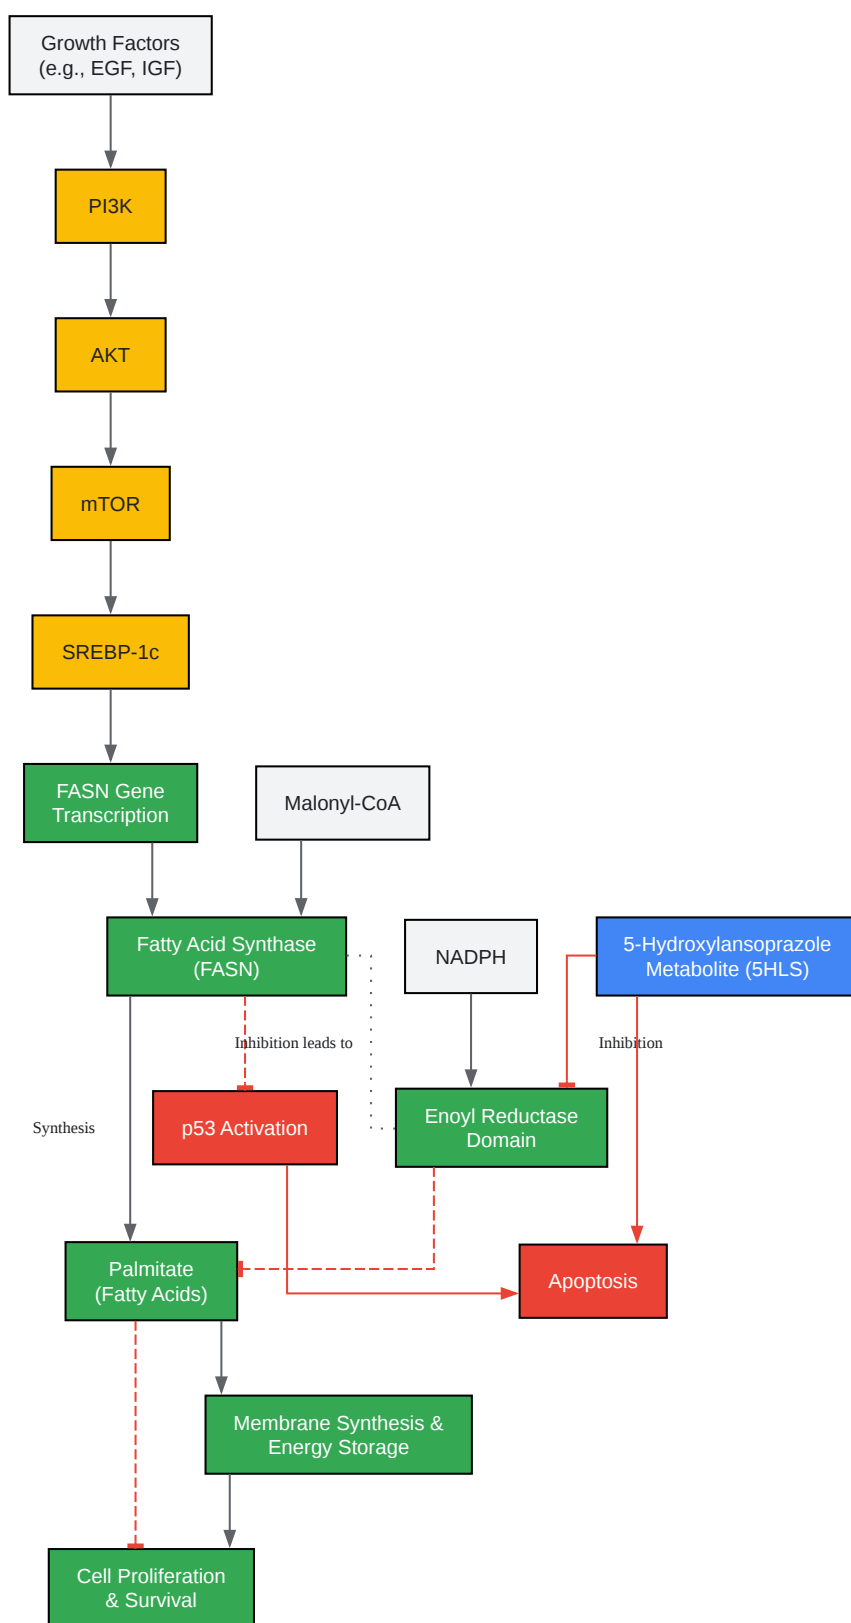 Growth Factors
(e.g., EGF, IGF)
PI3K
AKT
mTOR
SREBP-1c
FASN Gene
Transcription
Malonyl-CoA
Fatty Acid Synthase
(FASN)
NADPH
5-Hydroxylansoprazole
Metabolite (5HLS)
Inhibition leads to
Inhibition
Synthesis
p53 Activation
Enoyl Reductase
Domain
Palmitate
(Fatty Acids)
Apoptosis
Membrane Synthesis &
Energy Storage
Cell Proliferation
& Survival